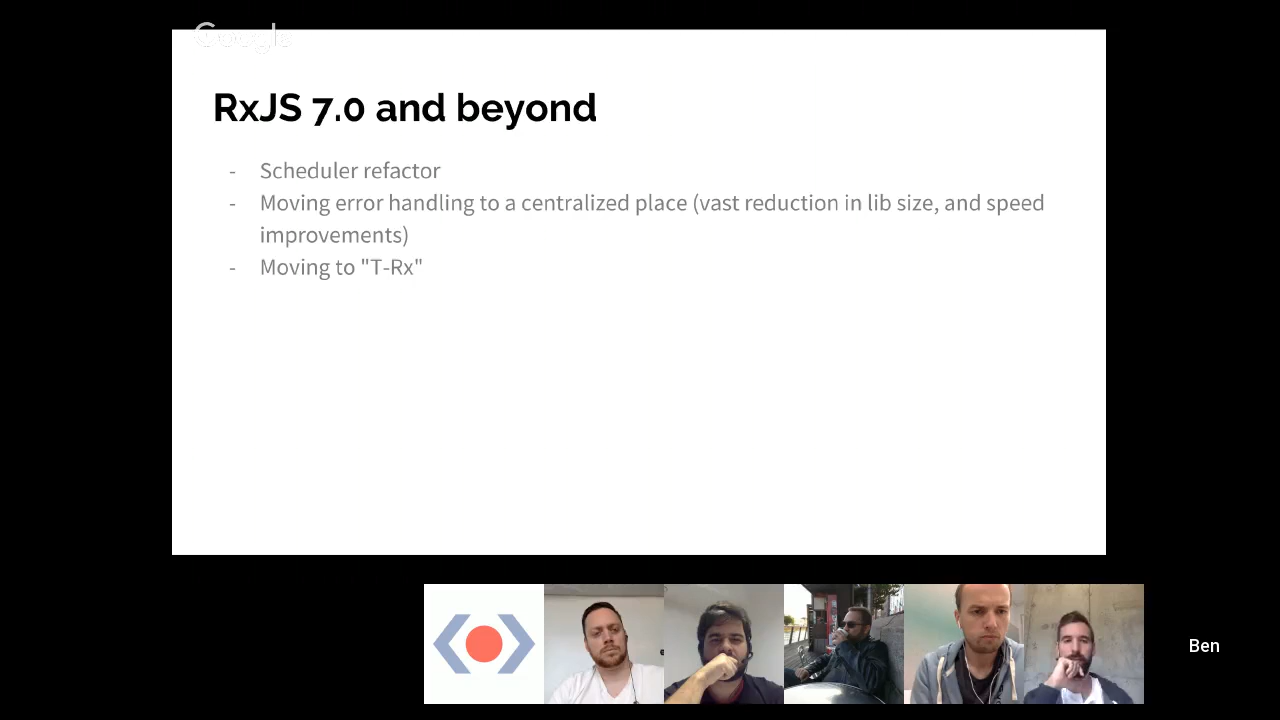 Google
RxJS 7.0 and beyond
- Scheduler refactor
- Moving error handling to a centralized place (vast reduction in lib size, and speed
improvements)
- Moving to "T-Rx"
Ben